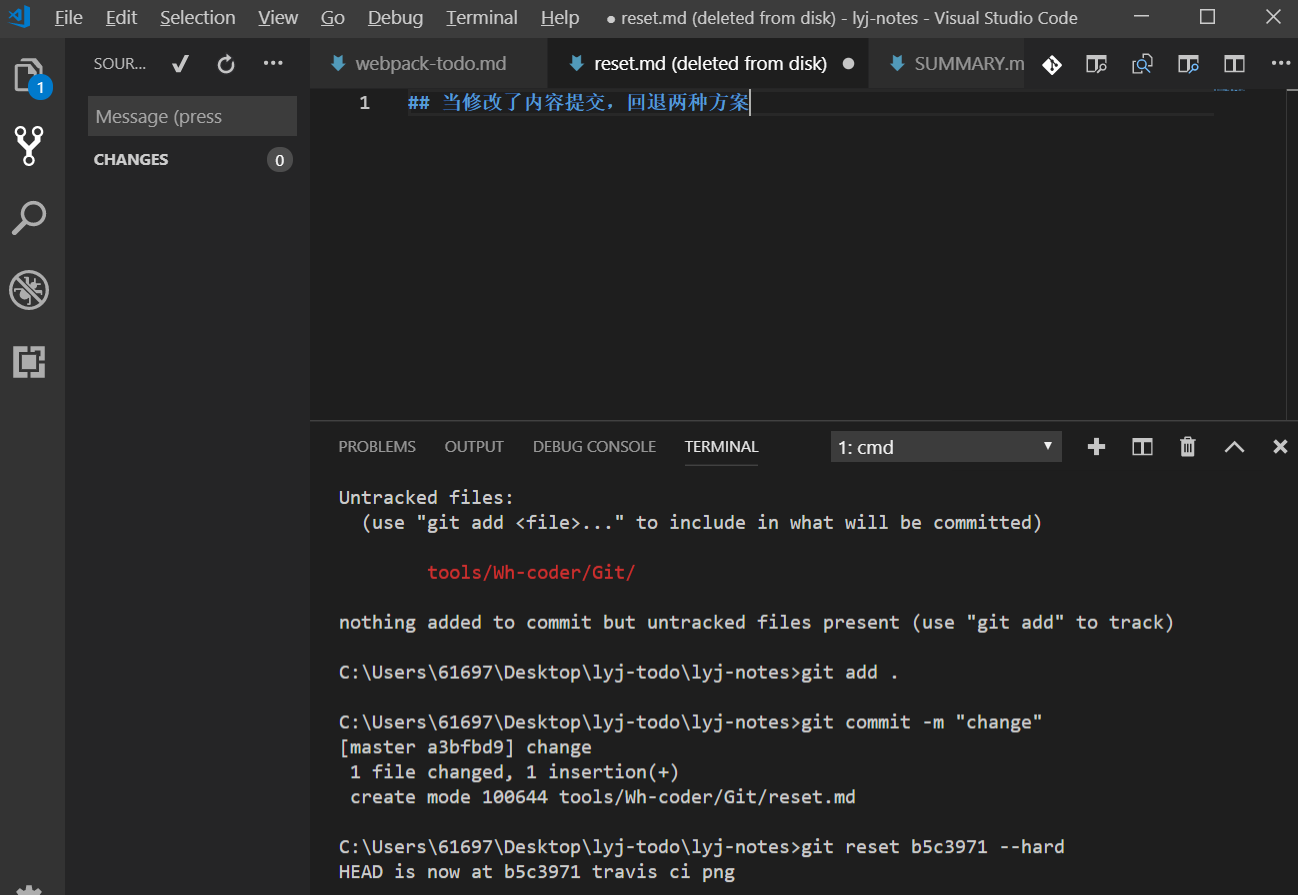 File Edit Selection View Go Debug Terminal Help ● reset.md (deleted from disk) - lyj-notes - Visual Studio Code
1
SOUR... ...
webpack-todo.md reset.md (deleted from disk) ● SUMMARY.m ...
Message (press
CHANGES 0
1 ## 当修改了内容提交，回退两种方案
PROBLEMS OUTPUT DEBUG CONSOLE TERMINAL 1: cmd
Untracked files:
(use "git add <file>..." to include in what will be committed)
tools/Wh-coder/Git/
nothing added to commit but untracked files present (use "git add" to track)
C:\Users\61697\Desktop\lyj-todo\lyj-notes>git add .
C:\Users\61697\Desktop\lyj-todo\lyj-notes>git commit -m "change"
[master a3bfbd9] change
1 file changed, 1 insertion(+)
create mode 100644 tools/Wh-coder/Git/reset.md
C:\Users\61697\Desktop\lyj-todo\lyj-notes>git reset b5c3971 --hard
HEAD is now at b5c3971 travis ci png